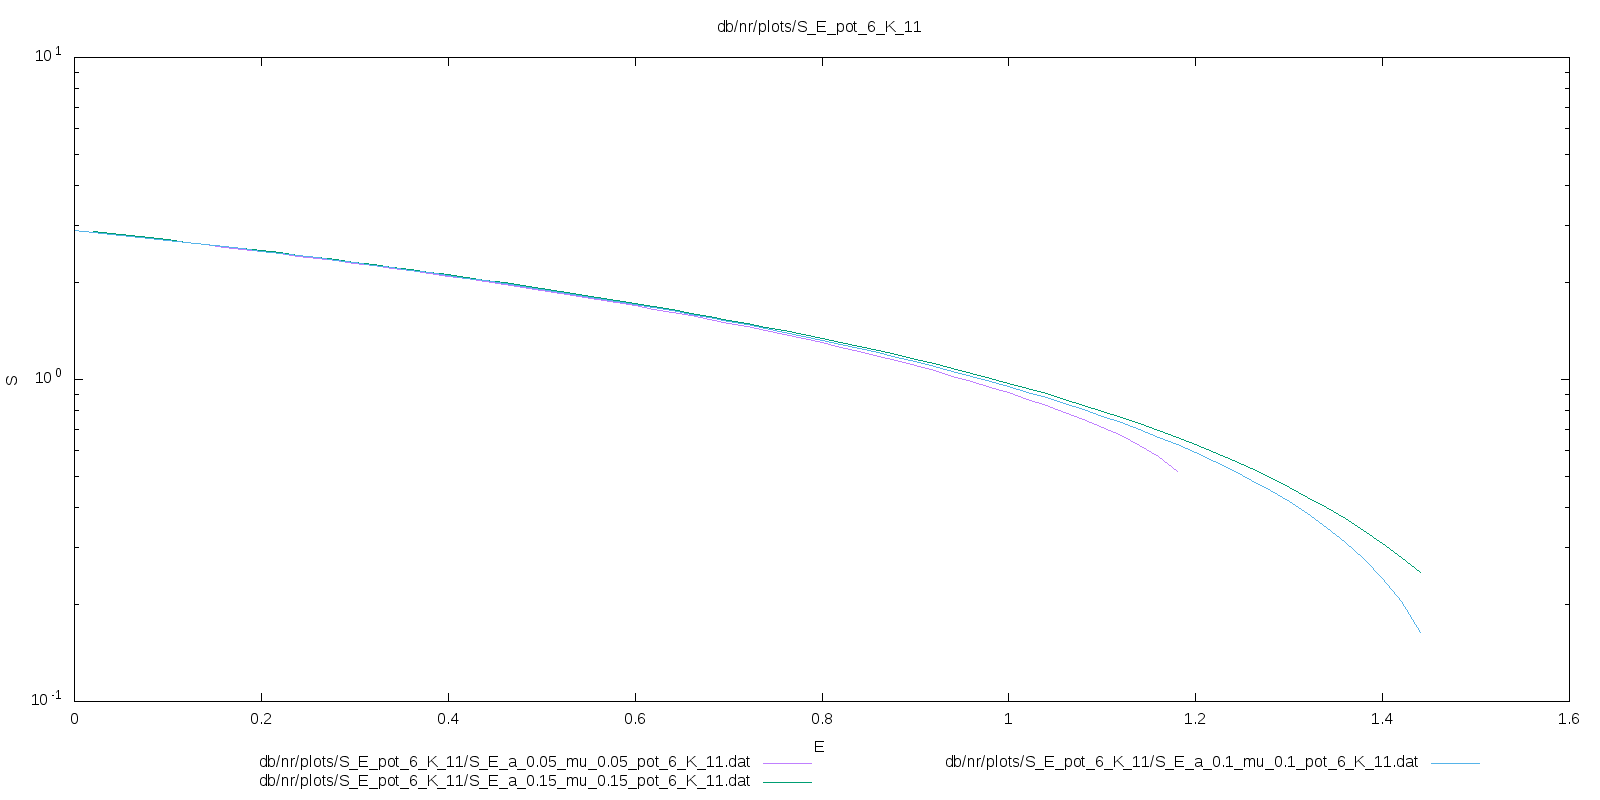 db/nr/plots/S_E_pot_6_K_11
10^1
10^0
10^-1
S
0 0.2 0.4 0.6 0.8 1 1.2 1.4 1.6
E
db/nr/plots/S_E_pot_6_K_11/S_E_a_0.05_mu_0.05_pot_6_K_11.dat
db/nr/plots/S_E_pot_6_K_11/S_E_a_0.1_mu_0.1_pot_6_K_11.dat
db/nr/plots/S_E_pot_6_K_11/S_E_a_0.15_mu_0.15_pot_6_K_11.dat